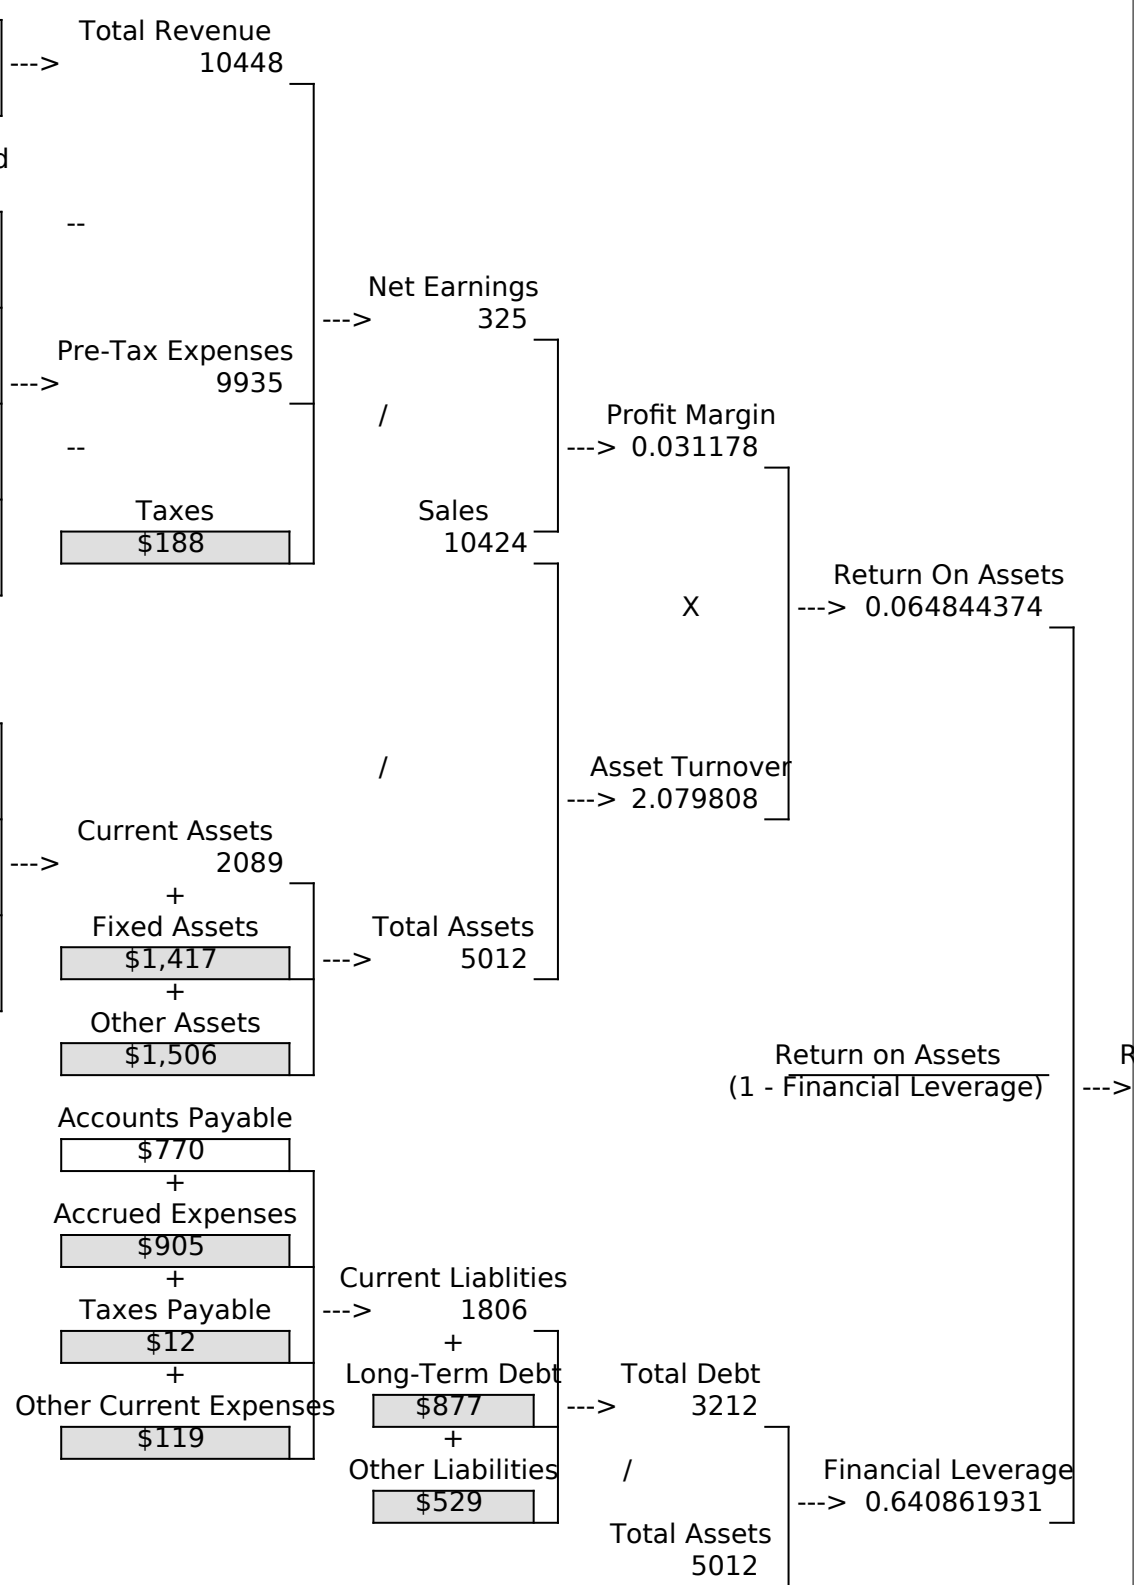 Total Revenue
---> 10448
d
--
Net Earnings
---> 325
Pre-Tax Expenses
---> 9935
/ Profit Margin
-- ---> 0.031178
Taxes Sales
$188 10424
Return On Assets
X ---> 0.064844374
/ Asset Turnover
---> 2.079808
Current Assets
---> 2089
+
Fixed Assets Total Assets
$1,417 ---> 5012
+
Other Assets
$1,506 Return on Assets R
(1 - Financial Leverage) --->
Accounts Payable
$770
+
Accrued Expenses
$905
+ Current Liablities
Taxes Payable ---> 1806
$12 +
+ Long-Term Debt Total Debt
Other Current Expenses $877 ---> 3212
$119 +
Other Liabilities / Financial Leverage
$529 ---> 0.640861931
Total Assets
5012